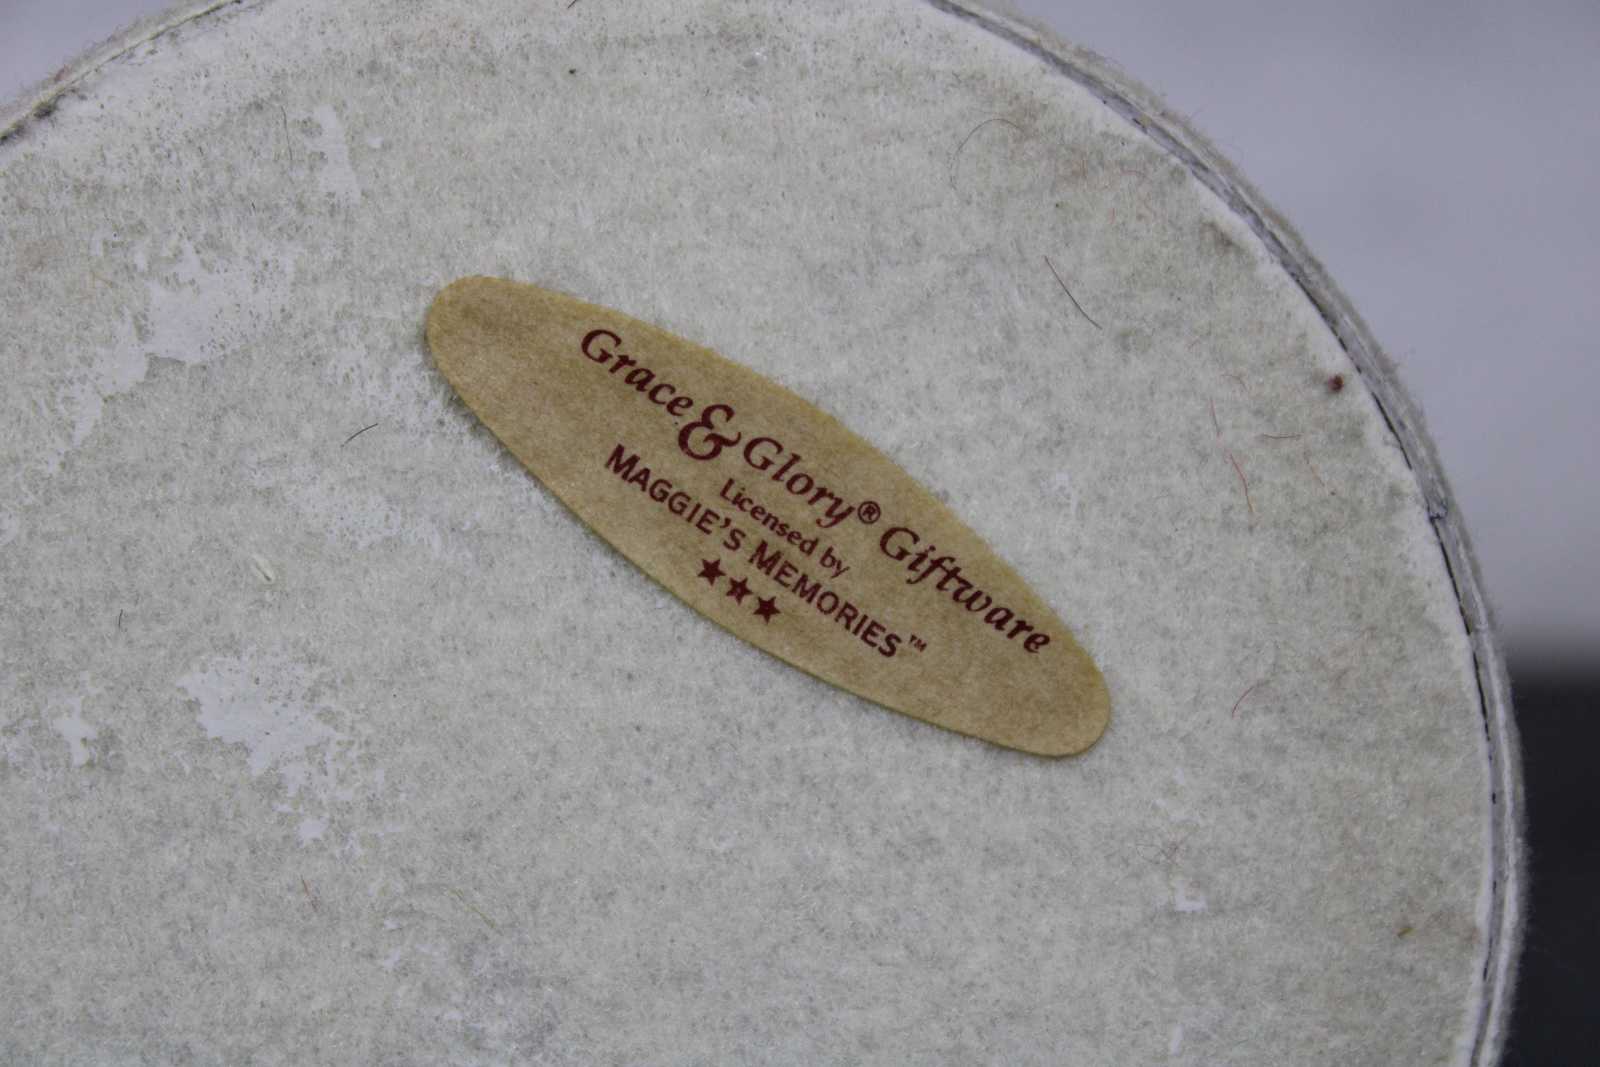 Grace & Glory® Giftware
Licensed by
MAGGIE'S MEMORIES™